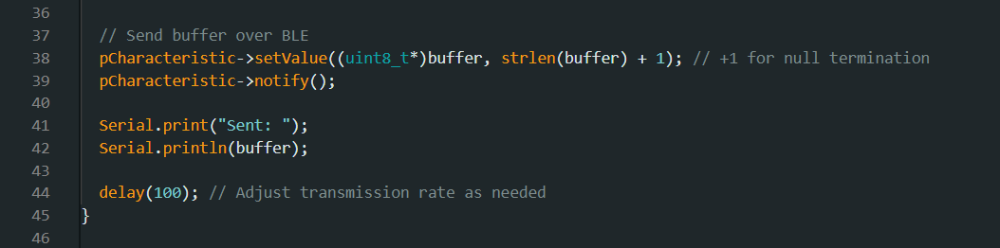 36
37 // Send buffer over BLE
38 pCharacteristic->setValue((uint8_t*)buffer, strlen(buffer) + 1); // +1 for null termination
39 pCharacteristic->notify();
40
41 Serial.print("Sent: ");
42 Serial.println(buffer);
43
44 delay(100); // Adjust transmission rate as needed
45 }
46